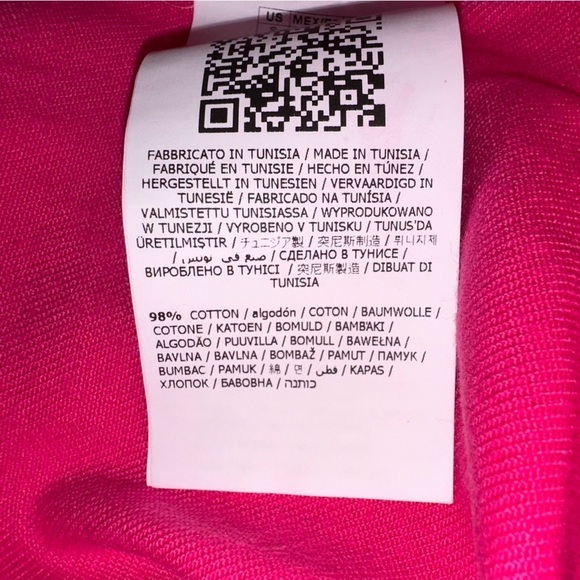 US MEXICO
FABBRICATO IN TUNISIA / MADE IN TUNISIA /
FABRIQUÉ EN TUNISIE / HECHO EN TÚNEZ /
HERGESTELLT IN TUNESIEN / VERVAARDIGD IN
TUNESIË / FABRICADO NA TUNÍSIA /
VALMISTETTU TUNISIASSA / WYPRODUKOWANO
W TUNEZJI / VYROBENO V TUNISKU / TUNUS'DA
ÜRETILMIŞTIR / チュニジア製 / 突尼斯制造 / 튀니지제
/ صنع في تونس / СДЕЛАНО В ТУНИСЕ /
ВИРОБЛЕНО В ТУНІСІ / 突尼斯製造 / DIBUAT DI
TUNISIA
98% COTTON / algodón / COTON / BAUMWOLLE /
COTONE / KATOEN / BOMULD / ΒΑΜΒΑΚΙ /
ALGODÃO / PUUVILLA / BOMULL / BAWEŁNA /
BAVLNA / BAVLNA / BOMBAŽ / PAMUT / ПАМУК /
BUMBAC / PAMUK / 綿 / 면 / قطن / KAPAS /
ХЛОПОК / БАВОВНА / כותנה